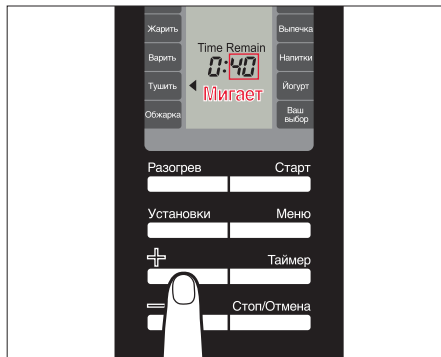 Жарить
Варить
Тушить
Обжарка
Time Remain
0:40
Мигает
Выпечка
Напитки
Йогурт
Ваш
выбор
Разогрев Старт
Установки Меню
+ Таймер
− Стоп/Отмена